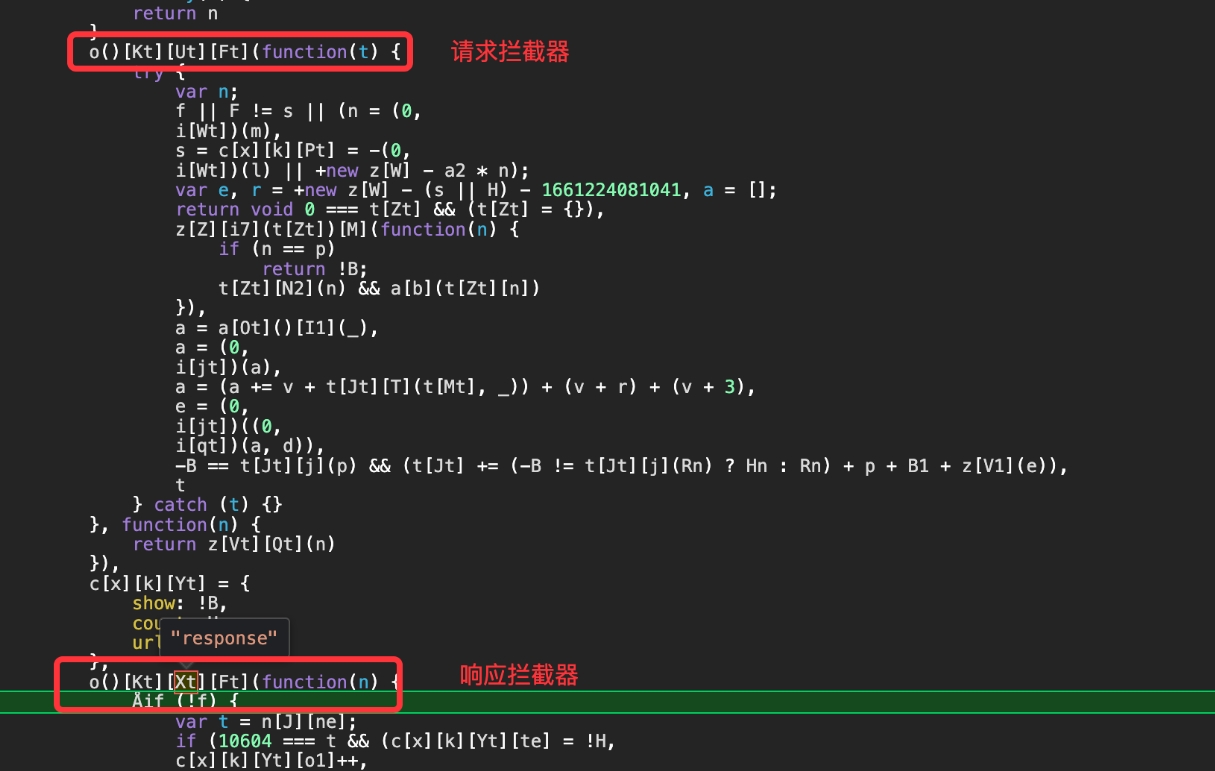 return n
}
o()[Kt][Ut][Ft](function(t) {
请求拦截器
try {
var n;
f || F != s || (n = (0,
i[Wt])(m),
s = c[x][k][Pt] = -(0,
i[Wt])(l) || +new z[W] - a2 * n);
var e, r = +new z[W] - (s || H) - 1661224081041, a = [];
return void 0 === t[Zt] && (t[Zt] = {}),
z[Z][i7](t[Zt])[M](function(n) {
if (n == p)
return !B;
t[Zt][N2](n) && a[b](t[Zt][n])
}),
a = a[Ot]()[I1](_),
a = (0,
i[jt])(a),
a = (a += v + t[Jt][T](t[Mt], _)) + (v + r) + (v + 3),
e = (0,
i[jt])((0,
i[qt])(a, d)),
-B == t[Jt][j](p) && (t[Jt] += (-B != t[Jt][j](Rn) ? Hn : Rn) + p + B1 + z[V1](e)),
t
} catch (t) {}
}, function(n) {
return z[Vt][Qt](n)
}),
c[x][k][Yt] = {
show: !B,
"response"
url
},
o()[Kt][Xt][Ft](function(n) {
响应拦截器
if (!f) {
var t = n[J][ne];
if (10604 === t && (c[x][k][Yt][te] = !H,
c[x][k][Yt][o1]++,